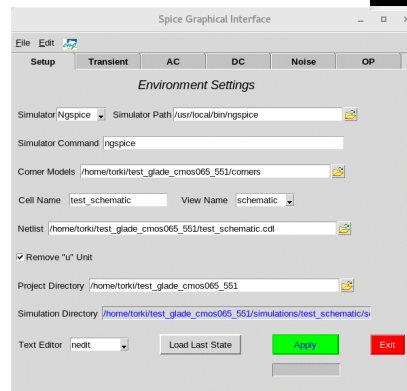 Spice Graphical Interface
File Edit
Setup Transient AC DC Noise OP
Environment Settings
Simulator Ngspice Simulator Path /usr/local/bin/ngspice
Simulator Command ngspice
Corner Models /home/torki/test_glade_cmos065_551/corners
Cell Name test_schematic View Name schematic
Netlist /home/torki/test_glade_cmos065_551/test_schematic.cdl
Remove "u" Unit
Project Directory /home/torki/test_glade_cmos065_551
Simulation Directory /home/torki/test_glade_cmos065_551/simulations/test_schematic/s
Text Editor nedit Load Last State Apply Exit